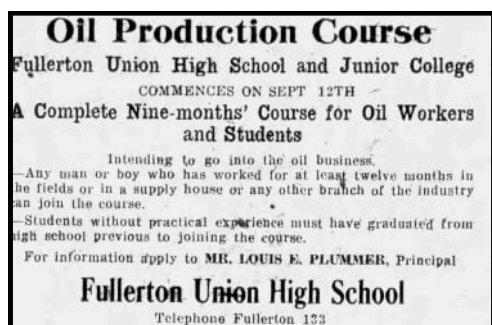 Oil Production Course
Fullerton Union High School and Junior College
COMMENCES ON SEPT 12TH
A Complete Nine-months' Course for Oil Workers
and Students
Intending to go into the oil business.
—Any man or boy who has worked for at least twelve months in
he fields or in a supply house or any other branch of the industry
an join the course.
—Students without practical experience must have graduated from
igh school previous to joining the course.
For information apply to MR. LOUIS E. PLUMMER, Principal
Fullerton Union High School
Telephone Fullerton 133